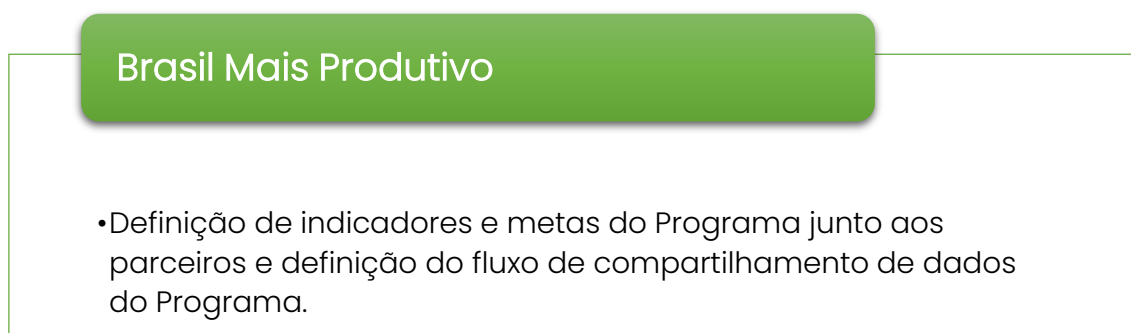 Brasil Mais Produtivo
•Definição de indicadores e metas do Programa junto aos
parceiros e definição do fluxo de compartilhamento de dados
do Programa.